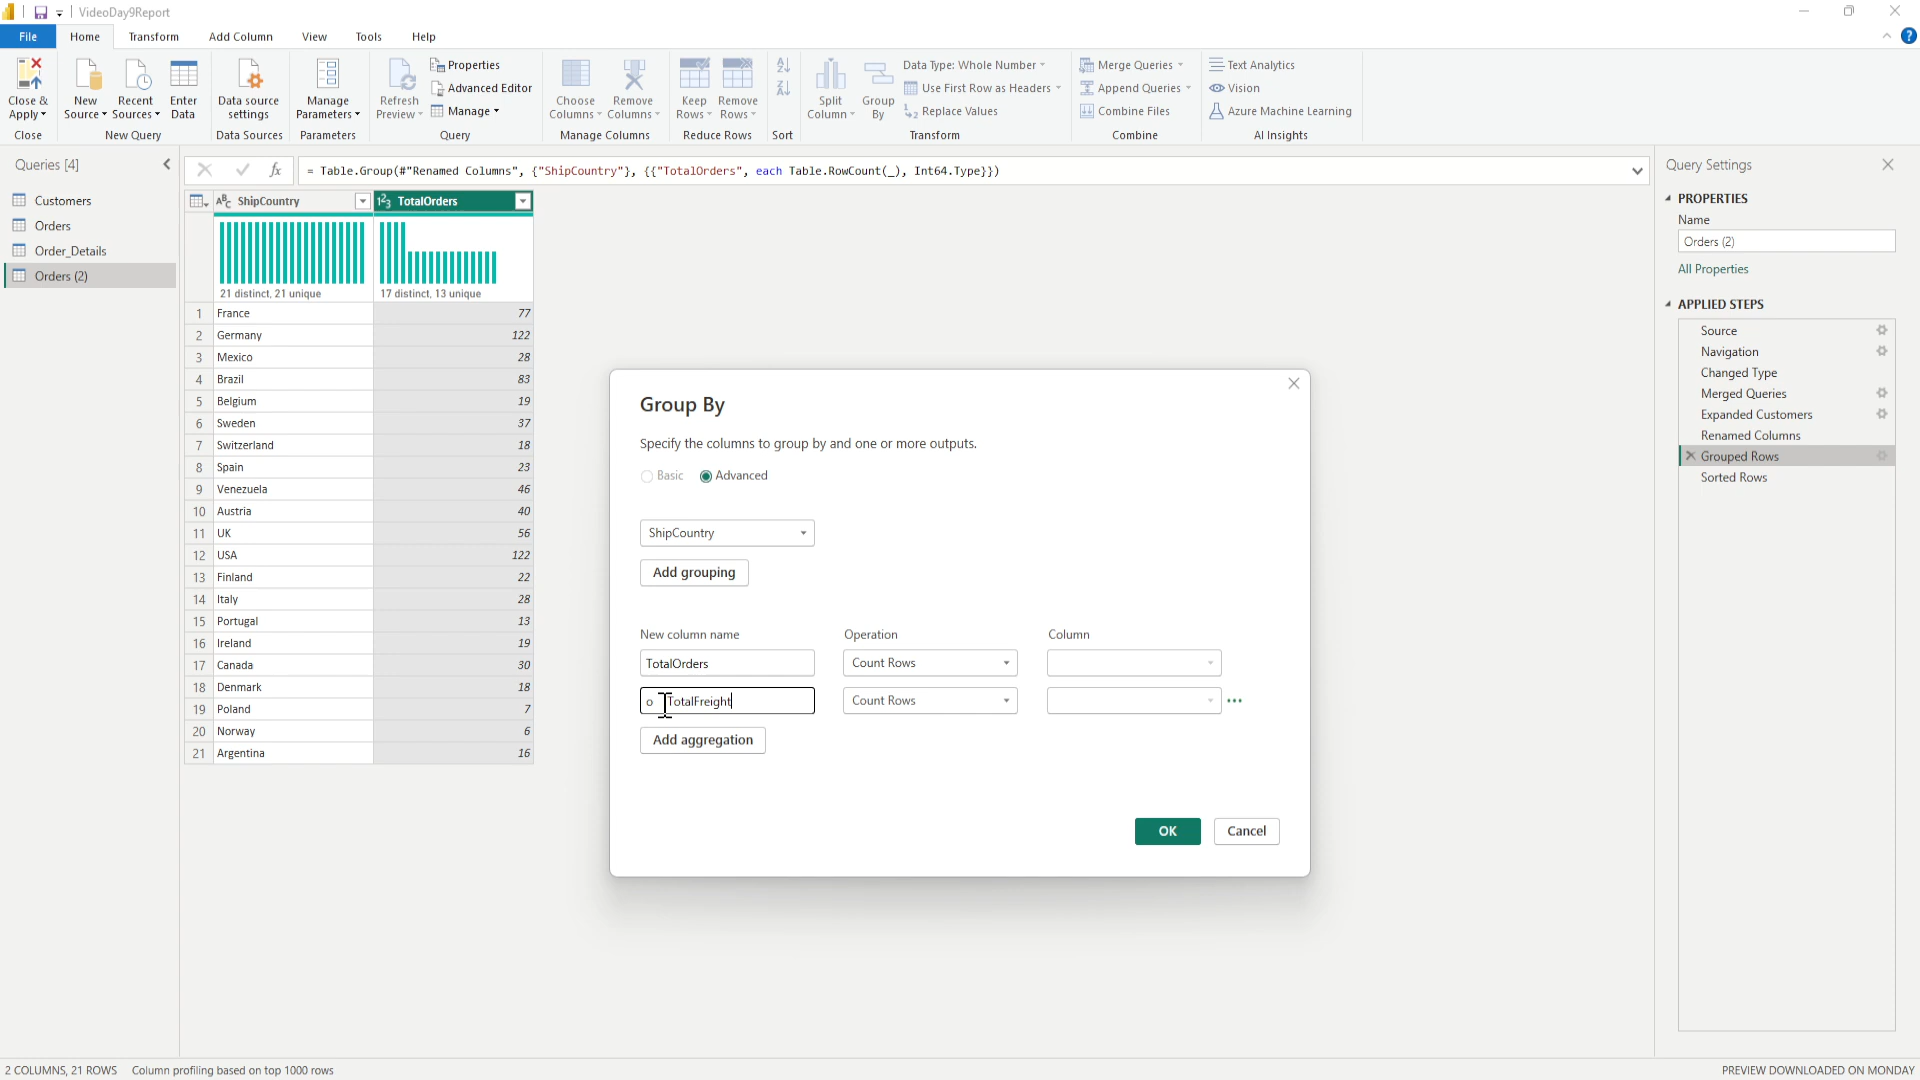 VideoDay9Report
File Home Transform Add Column View Tools Help
Close & Apply
Close
New Source
Recent Sources
Enter Data
New Query
Data source settings
Data Sources
Manage Parameters
Parameters
Refresh Preview
Properties
Advanced Editor
Manage
Query
Choose Columns
Remove Columns
Manage Columns
Keep Rows
Remove Rows
Reduce Rows
Sort
Split Column
Group By
Data Type: Whole Number
Use First Row as Headers
Replace Values
Transform
Merge Queries
Append Queries
Combine Files
Combine
Text Analytics
Vision
Azure Machine Learning
AI Insights
Queries [4]
Customers
Orders
Order_Details
Orders (2)
= Table.Group(#"Renamed Columns", {"ShipCountry"}, {{"TotalOrders", each Table.RowCount(_), Int64.Type}})
ShipCountry TotalOrders
21 distinct, 21 unique 17 distinct, 13 unique
1 France 77
2 Germany 122
3 Mexico 28
4 Brazil 83
5 Belgium 19
6 Sweden 37
7 Switzerland 18
8 Spain 23
9 Venezuela 46
10 Austria 40
11 UK 56
12 USA 122
13 Finland 22
14 Italy 28
15 Portugal 13
16 Ireland 19
17 Canada 30
18 Denmark 18
19 Poland 7
20 Norway 6
21 Argentina 16
Group By
Specify the columns to group by and one or more outputs.
Basic Advanced
ShipCountry
Add grouping
New column name Operation Column
TotalOrders Count Rows
o TotalFreight Count Rows
Add aggregation
OK Cancel
Query Settings
PROPERTIES
Name
Orders (2)
All Properties
APPLIED STEPS
Source
Navigation
Changed Type
Merged Queries
Expanded Customers
Renamed Columns
Grouped Rows
Sorted Rows
2 COLUMNS, 21 ROWS Column profiling based on top 1000 rows
PREVIEW DOWNLOADED ON MONDAY